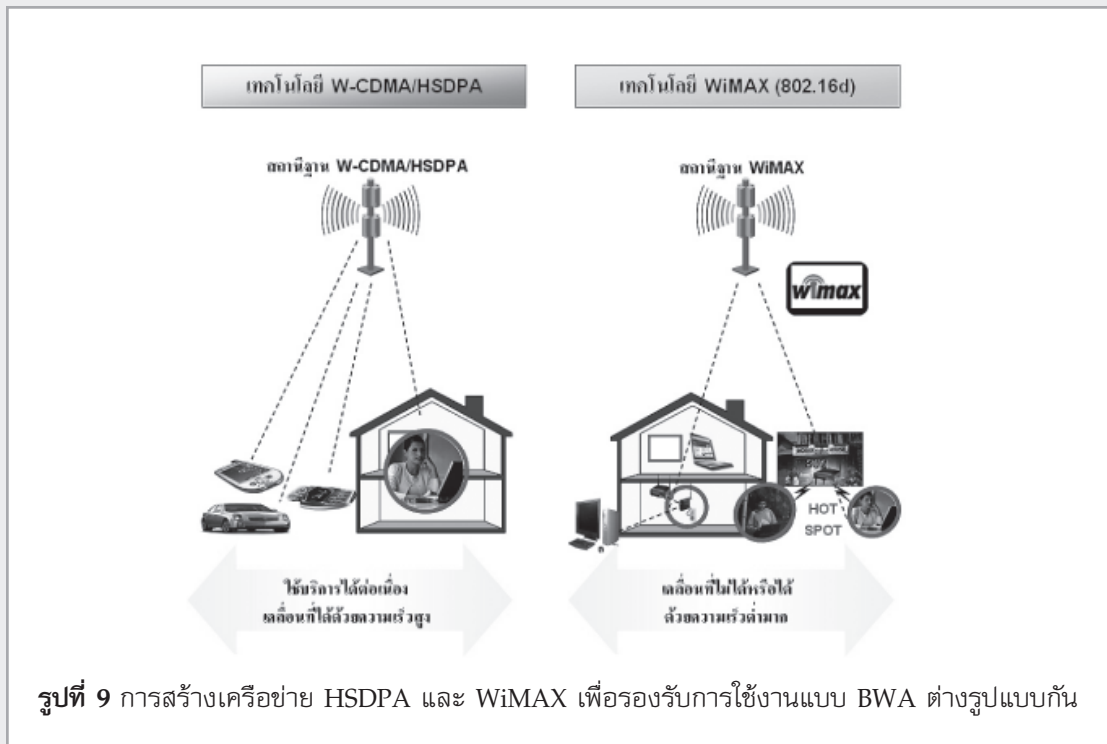 เทคโนโลยี W-CDMA/HSDPA
เทคโนโลยี WiMAX (802.16d)
สถานีฐาน W-CDMA/HSDPA
สถานีฐาน WiMAX
wimax
HOT
SPOT
ใช้บริการได้ต่อเนื่อง
เคลื่อนที่ได้ด้วยความเร็วสูง
เคลื่อนที่ไม่ได้หรือได้
ด้วยความเร็วต่ำมาก
รูปที่ 9 การสร้างเครือข่าย HSDPA และ WiMAX เพื่อรองรับการใช้งานแบบ BWA ต่างรูปแบบกัน